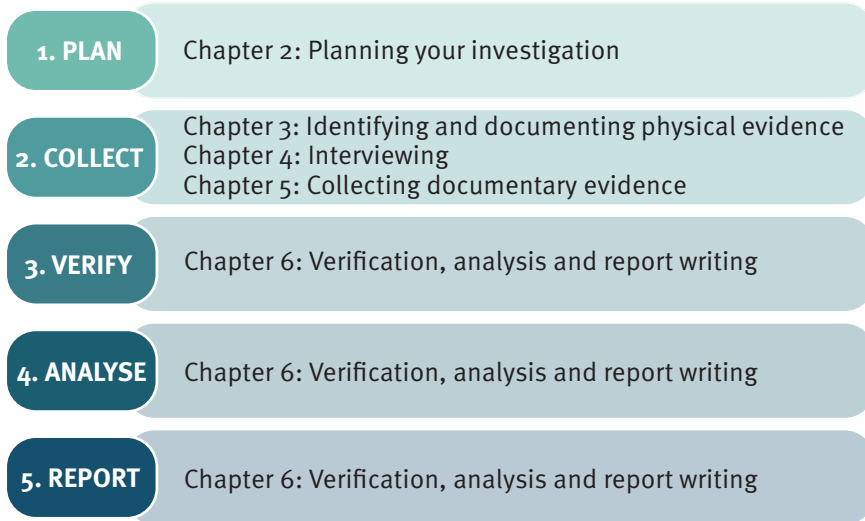 1. PLAN
Chapter 2: Planning your investigation
2. COLLECT
Chapter 3: Identifying and documenting physical evidence
Chapter 4: Interviewing
Chapter 5: Collecting documentary evidence
3. VERIFY
Chapter 6: Verification, analysis and report writing
4. ANALYSE
Chapter 6: Verification, analysis and report writing
5. REPORT
Chapter 6: Verification, analysis and report writing